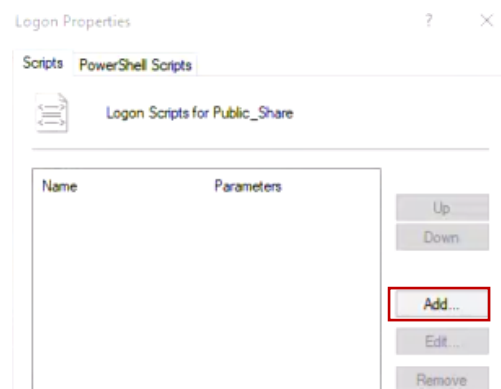 Logon Properties ? ×
Scripts PowerShell Scripts
Logon Scripts for Public_Share
Name Parameters
Up
Down
Add...
Edit...
Remove